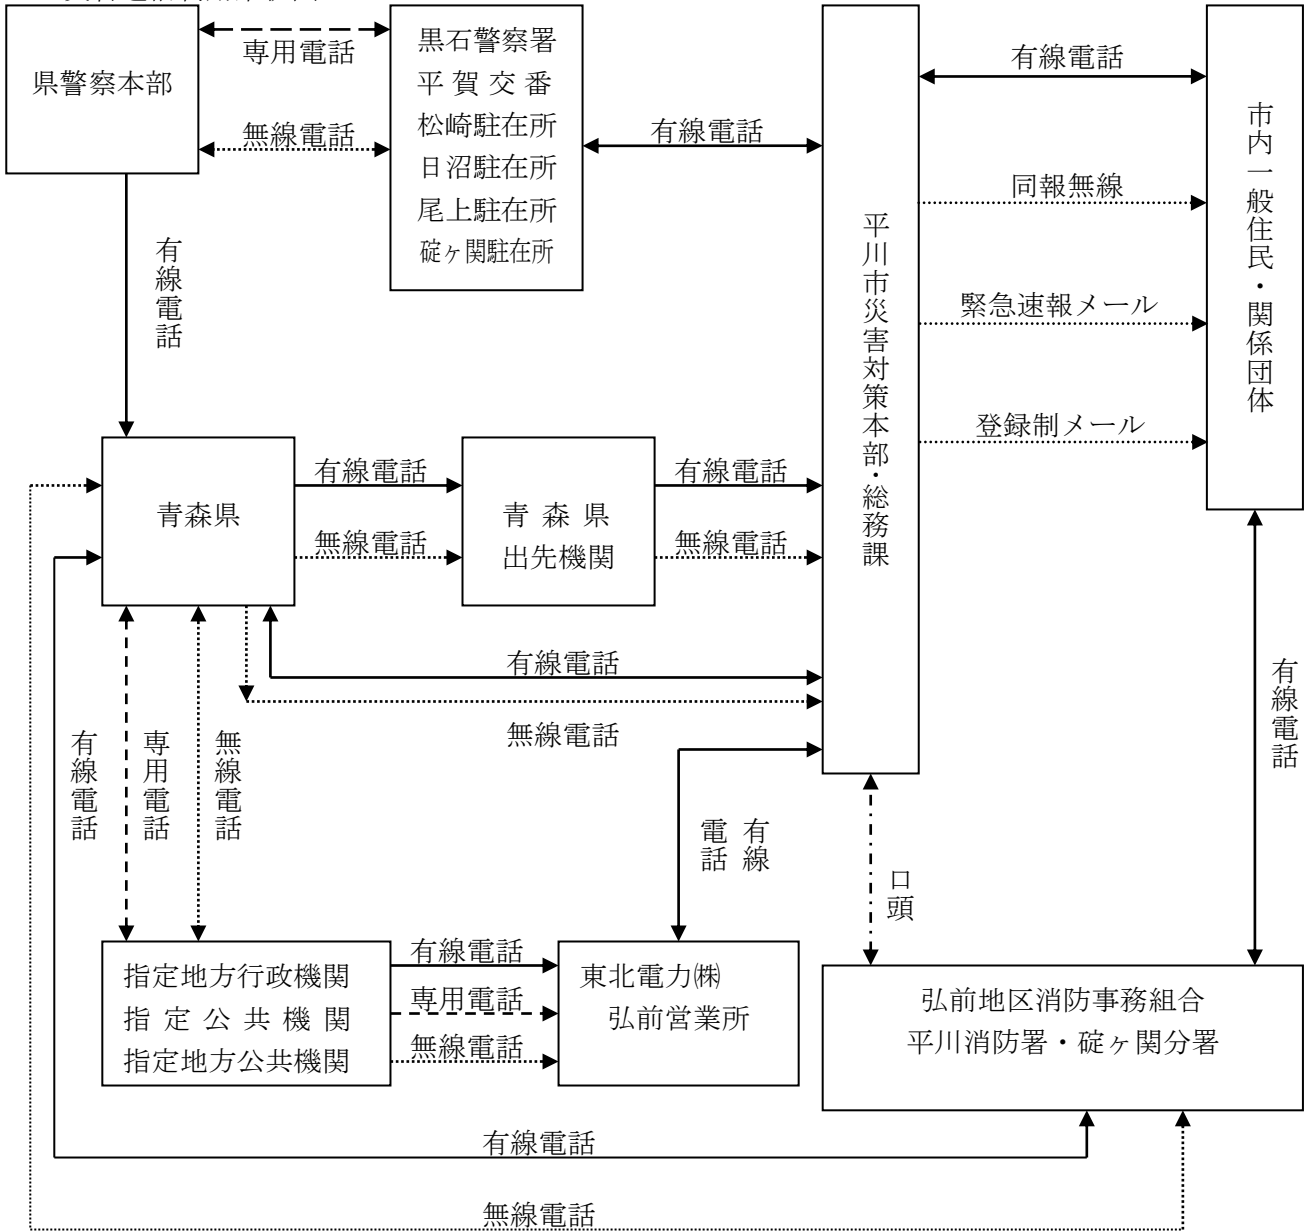 県警察本部
専用電話
無線電話
黒石警察署
平賀交番
松崎駐在所
日沼駐在所
尾上駐在所
碇ヶ関駐在所
有線電話
平川市災害対策本部・総務課
有線電話
同報無線
緊急速報メール
登録制メール
市内一般住民・関係団体
有線電話
青森県
有線電話
無線電話
青森県
出先機関
有線電話
無線電話
有線電話
無線電話
有線電話
専用電話
無線電話
有線
電話
口頭
有線電話
指定地方行政機関
指定公共機関
指定地方公共機関
有線電話
専用電話
無線電話
東北電力㈱
弘前営業所
弘前地区消防事務組合
平川消防署・碇ヶ関分署
有線電話
無線電話